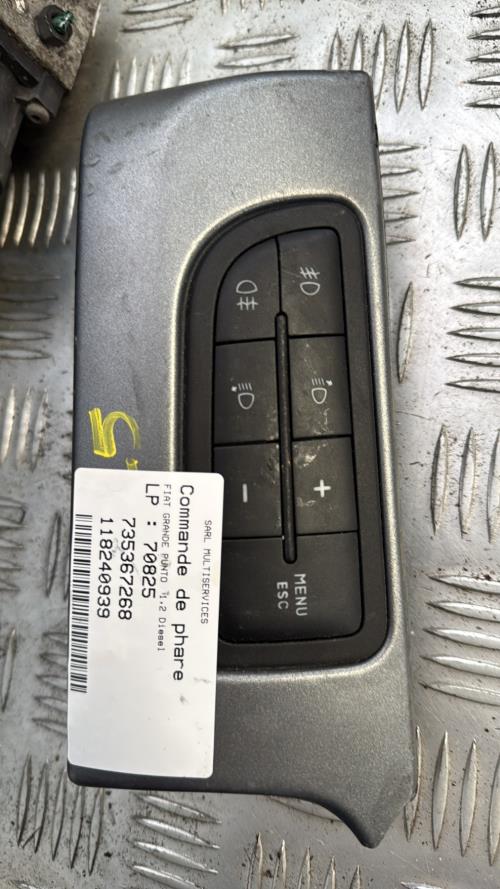 SARL MULTISERVICES
Commande de phare
FIAT GRANDE PUNTO 1.2 Diesel
LP : 70825
735367268
118240939
+
-
MENU
ESC